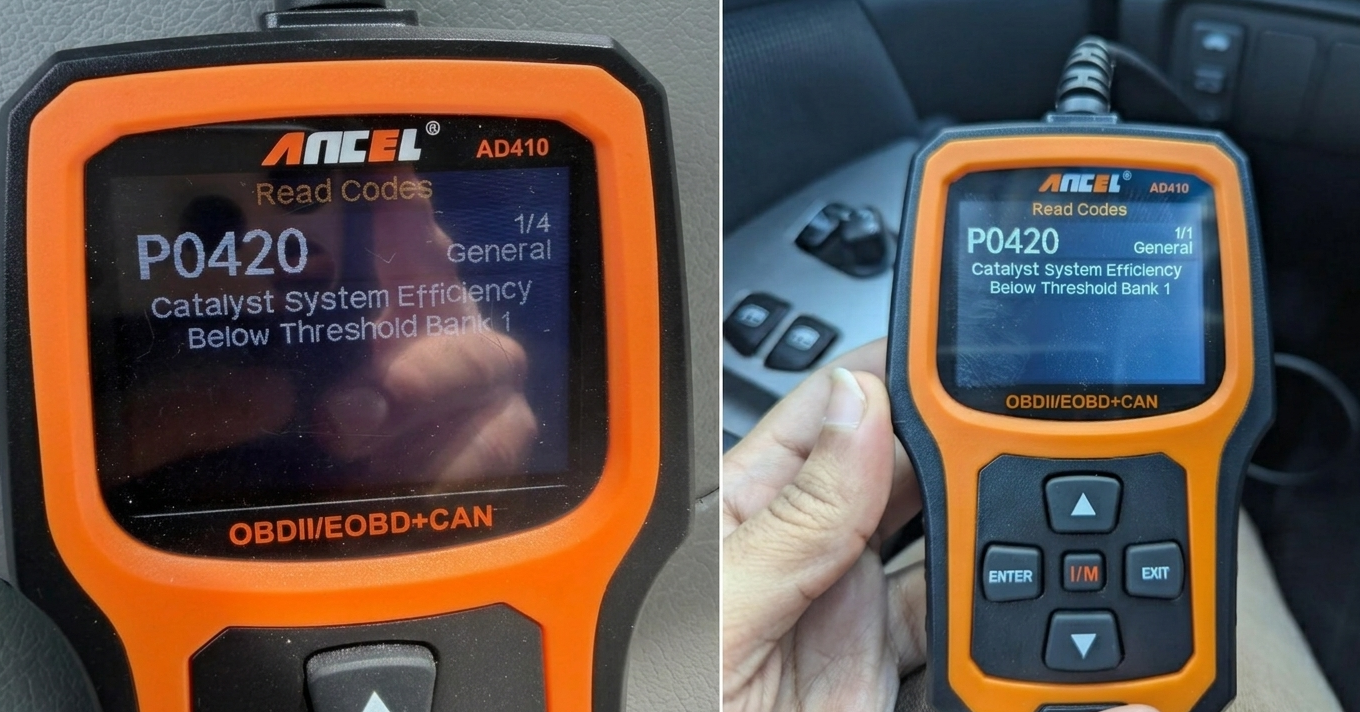 ANCEL®
AD410
Read Codes
1/4
P0420
General
Catalyst System Efficiency
Below Threshold Bank 1
OBDII/EOBD+CAN
ANCEL®
AD410
Read Codes
1/1
P0420
General
Catalyst System Efficiency
Below Threshold Bank 1
OBDII/EOBD+CAN
ENTER
I/M
EXIT